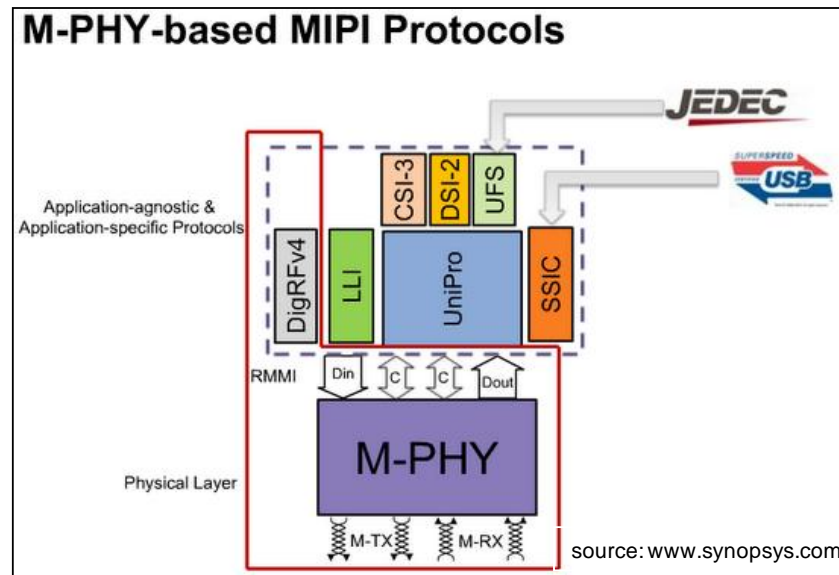 M-PHY-based MIPI Protocols
JEDEC
SUPERSPEED
CERTIFIED
USB
Application-agnostic &
Application-specific Protocols
CSI-3
DSI-2
UFS
DigRFv4
LLI
UniPro
SSIC
RMMI
Din
C
C
Dout
M-PHY
Physical Layer
M-TX
M-RX
source: www.synopsys.com